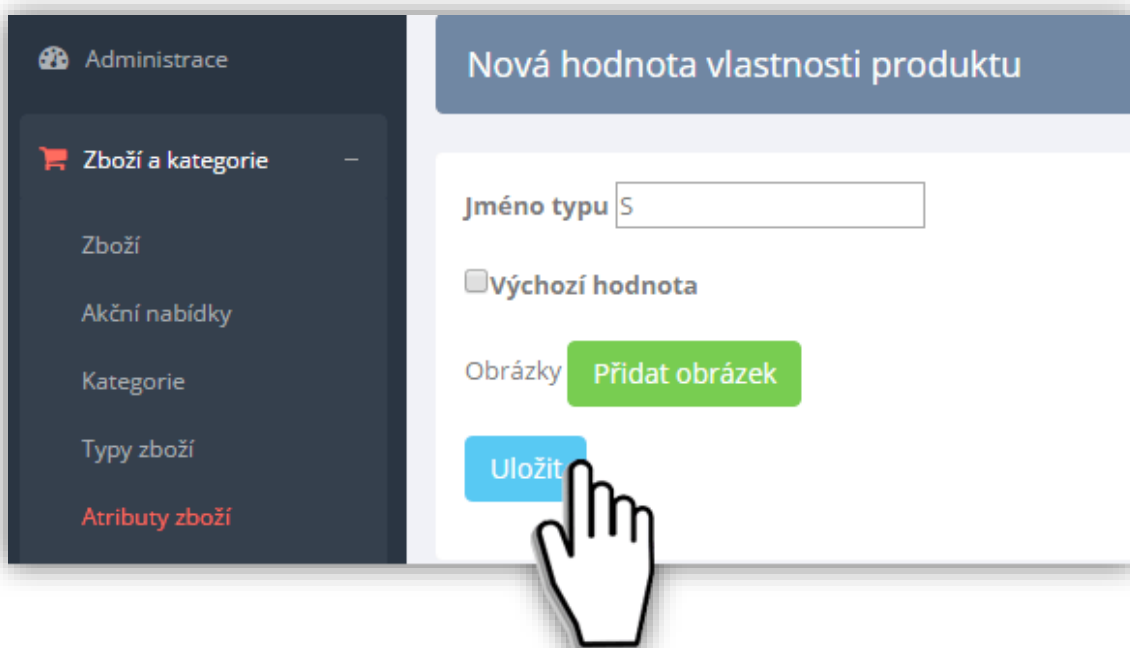 Administrace
Zboží a kategorie
Zboží
Akční nabídky
Kategorie
Typy zboží
Atributy zboží
Nová hodnota vlastnosti produktu
Jméno typu S
Výchozí hodnota
Obrázky Přidat obrázek
Uložit